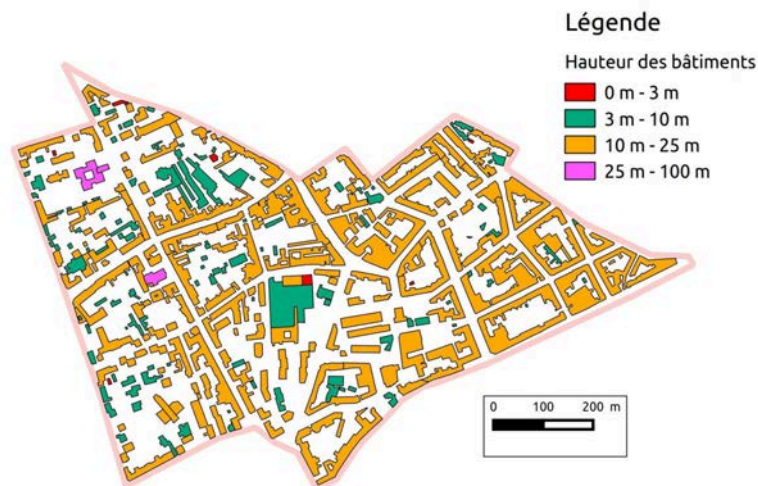 Légende
Hauteur des bâtiments
0 m - 3 m
3 m - 10 m
10 m - 25 m
25 m - 100 m
0 100 200 m